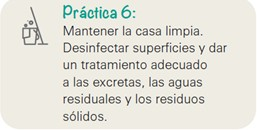 Práctica 6:
Mantener la casa limpia.
Desinfectar superficies y dar
un tratamiento adecuado
a las excretas, las aguas
residuales y los residuos
sólidos.